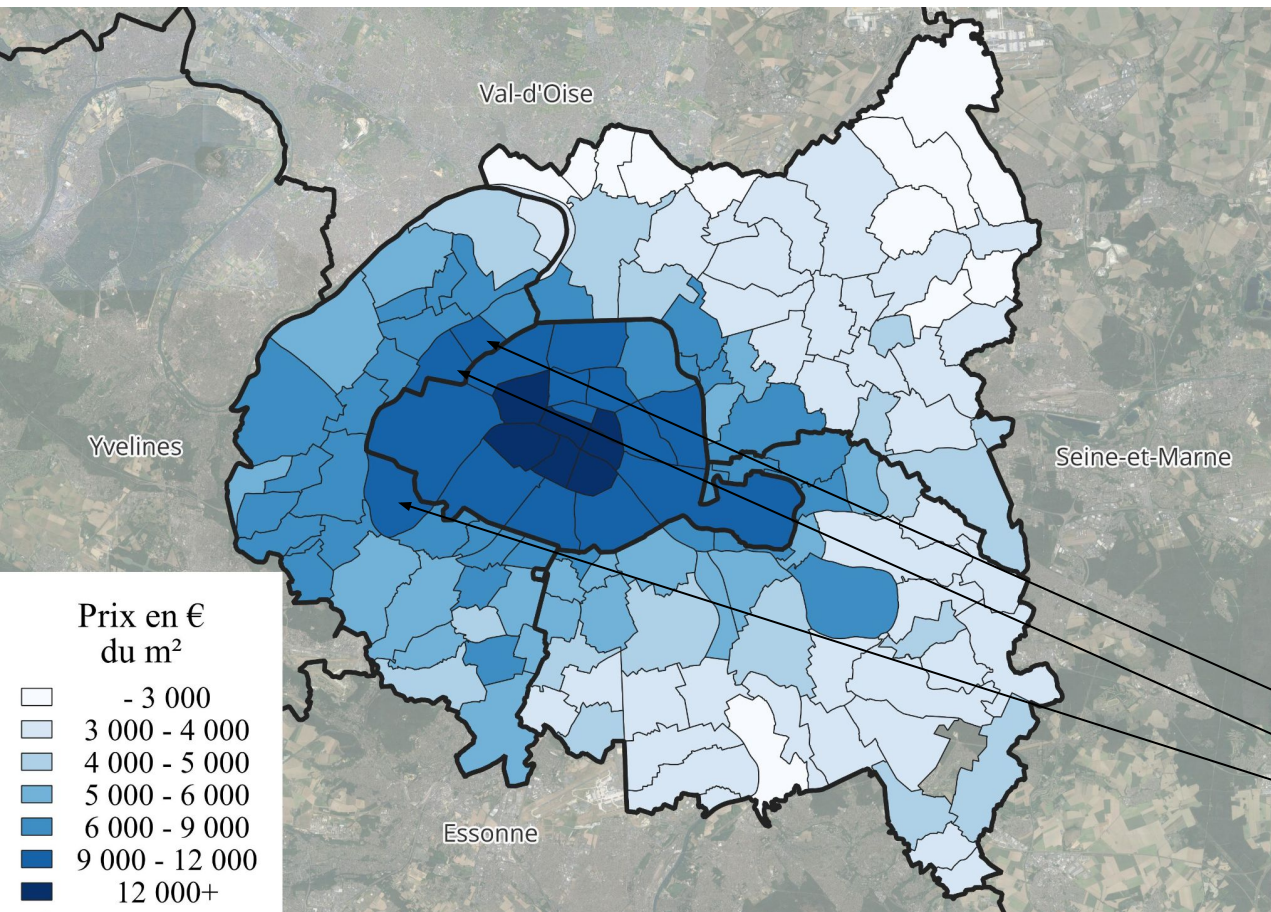 Val-d'Oise
Yvelines
Seine-et-Marne
Essonne
Prix en €
du m²
- 3 000
3 000 - 4 000
4 000 - 5 000
5 000 - 6 000
6 000 - 9 000
9 000 - 12 000
12 000+